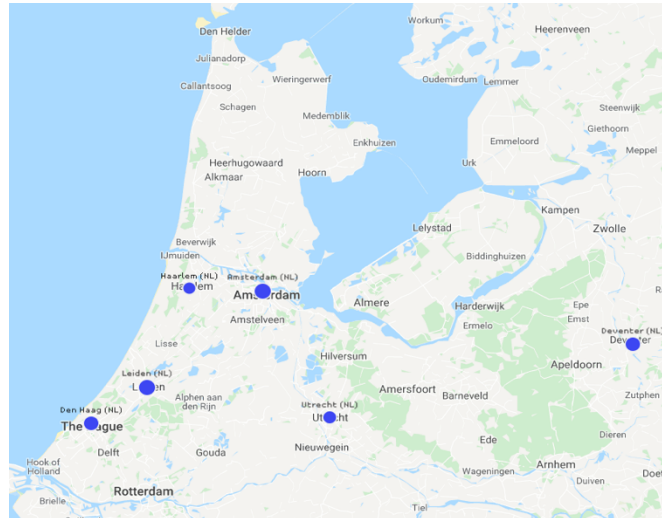 Workum
Den Helder
Heerenveen
Julianadorp
Oudemirdum
Lemmer
Wieringerwerf
Callantsoog
Schagen
Steenwijk
Medemblik
Giethoorn
Emmeloord
Enkhuizen
Meppel
Heerhugowaard
Urk
Alkmaar
Hoorn
Kampen
Lelystad
Zwolle
Beverwijk
IJmuiden
Biddinghuizen
Haarlem (NL)
Amsterdam (NL)
Amsterdam
Almere
Harderwijk
Epe
Amstelveen
Ermelo
Emst
Deventer (NL)
Lisse
Hilversum
Apeldoorn
Leiden (NL)
Amersfoort
Barneveld
Zutphen
Alphen aan
den Rijn
Utrecht (NL)
Den Haag (NL)
The Hague
Dieren
Delft
Gouda
Nieuwegein
Ede
Hook of
Holland
Wageningen
Arnhem
Duiven
Rotterdam
Brielle
Tiel